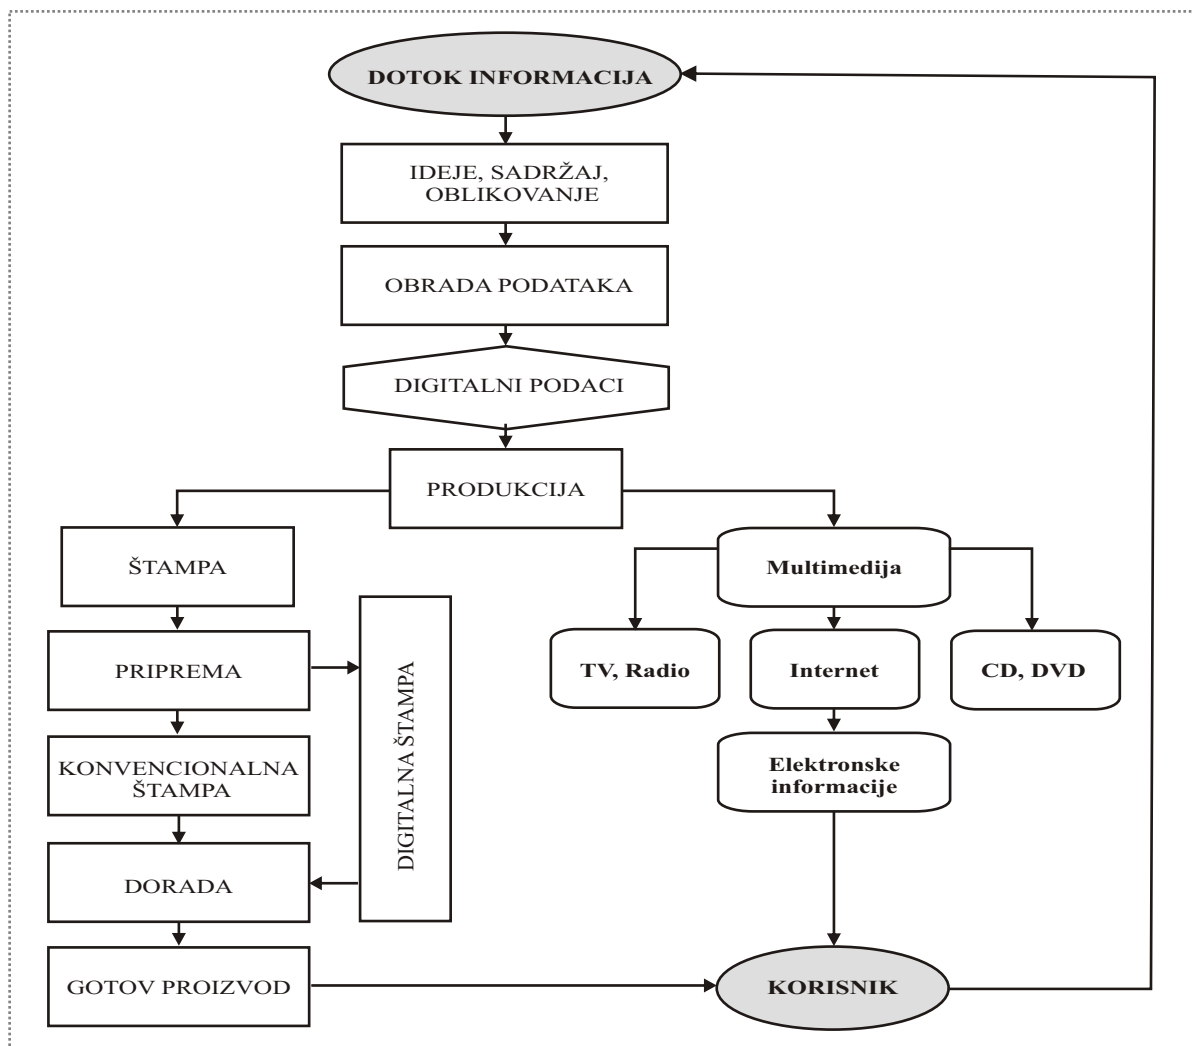 DOTOK INFORMACIJA
IDEJE, SADRŽAJ,
OBLIKOVANJE
OBRADA PODATAKA
DIGITALNI PODACI
PRODUKCIJA
ŠTAMPA
PRIPREMA
KONVENCIONALNA
ŠTAMPA
DORADA
GOTOV PROIZVOD
DIGITALNA ŠTAMPA
Multimedija
TV, Radio
Internet
CD, DVD
Elektronske
informacije
KORISNIK